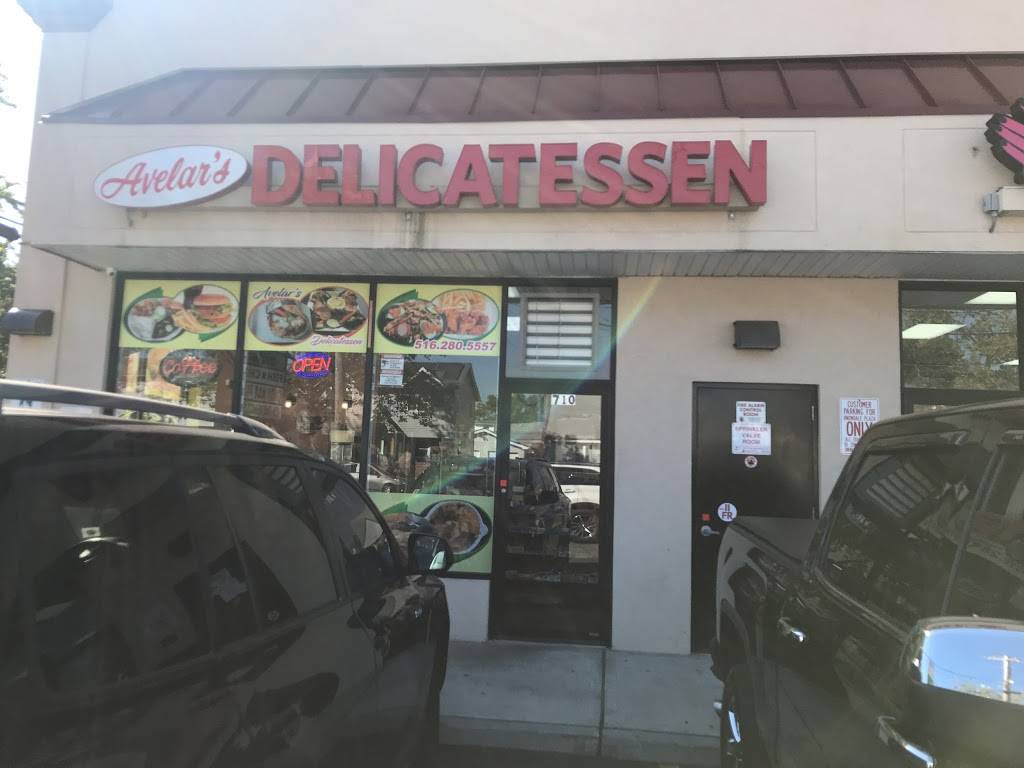 Avelar's DELICATESSEN
Avelar's
Delicatessen
516.280.5557
Coffee
OPEN
710
FIRE ALARM
CONTROL
ROOM
SPRINKLER
VALVE
ROOM
CUSTOMER
PARKING FOR
ONLY
FR